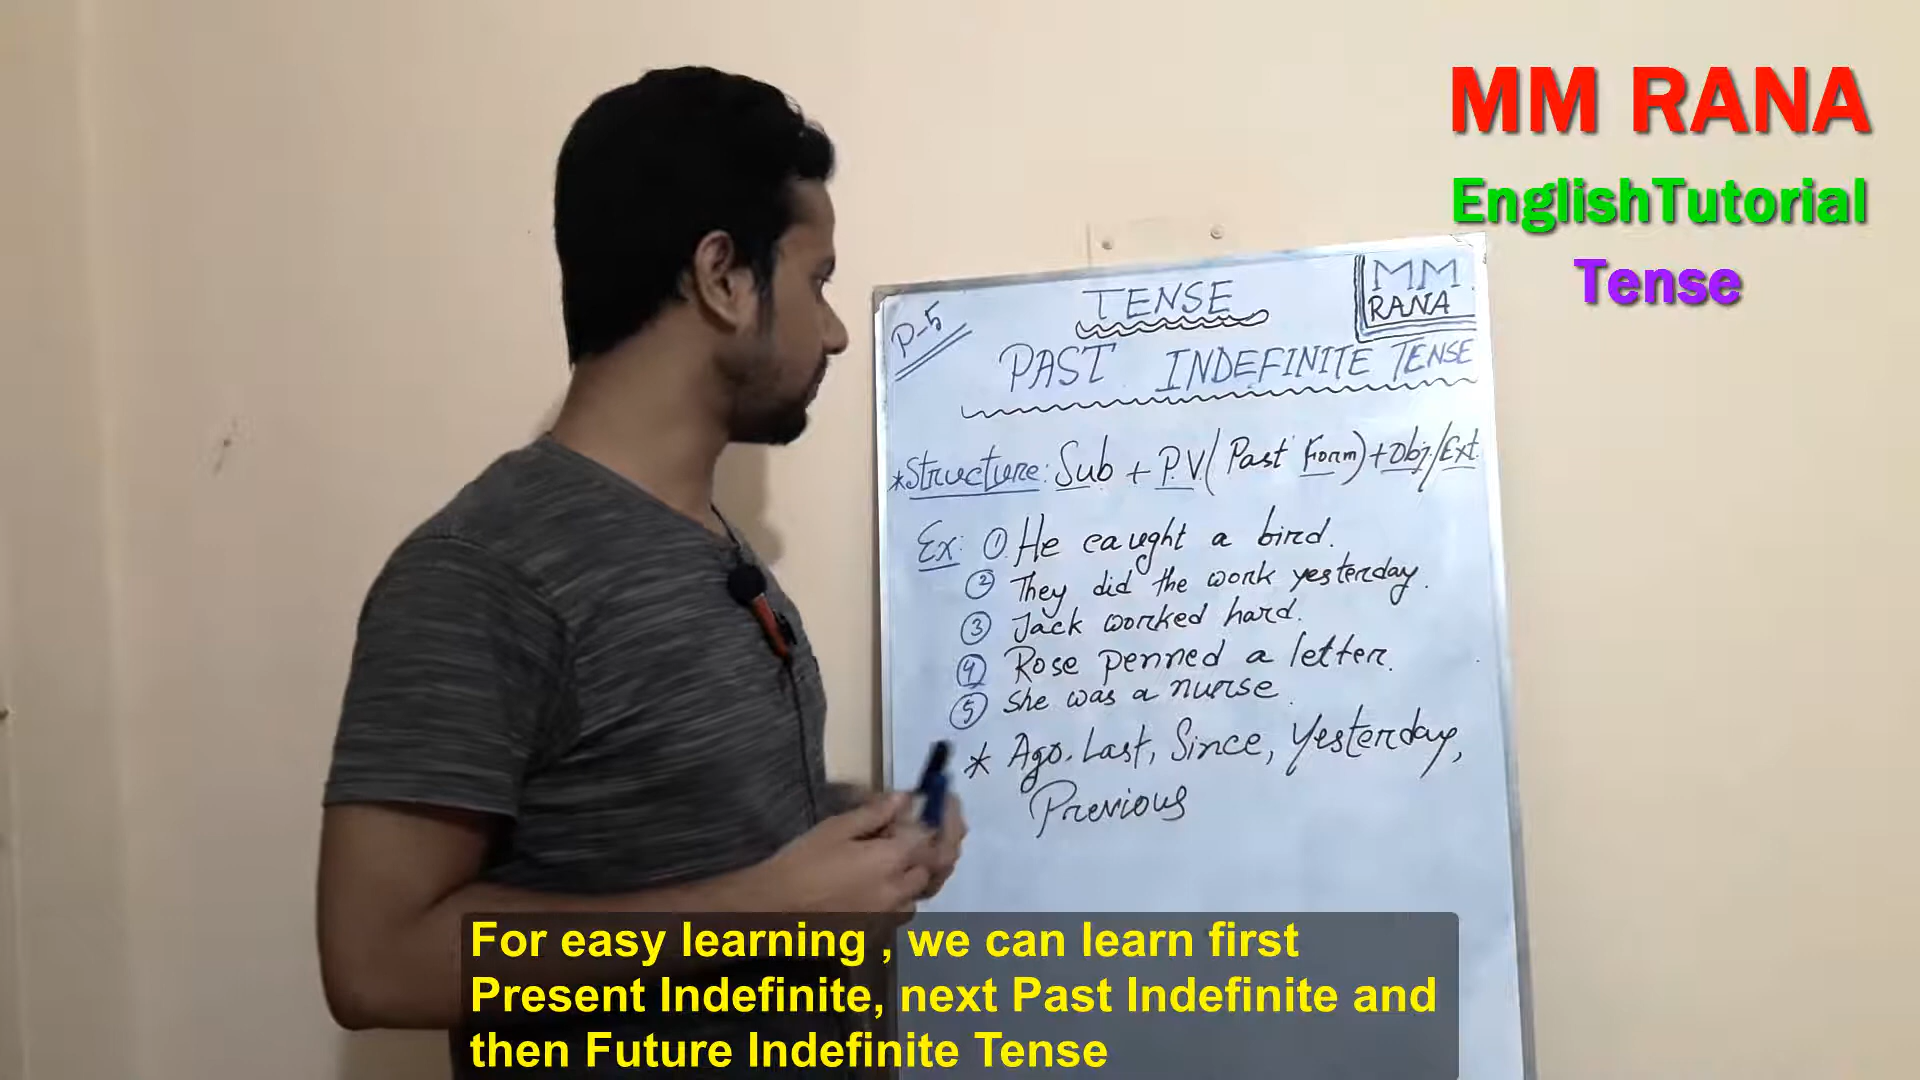 MM RANA
EnglishTutorial
Tense
P-5
TENSE
MM
RANA
PAST INDEFINITE TENSE
*Structure: Sub + P.V. (Past Form) + Obj./Ext.
Ex: ① He caught a bird.
② They did the work yesterday.
③ Jack worked hard.
④ Rose penned a letter.
⑤ She was a nurse.
* Ago. Last, Since, Yesterday,
Previous
For easy learning , we can learn first
Present Indefinite, next Past Indefinite and
then Future Indefinite Tense